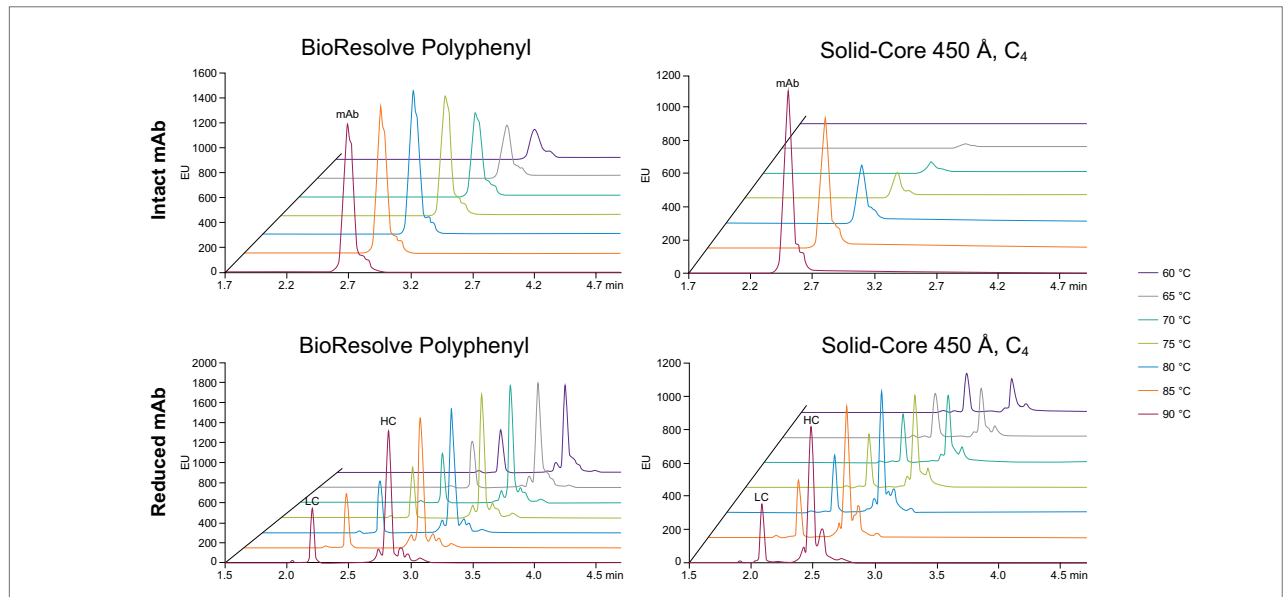 BioResolve Polyphenyl
Intact mAb
EU
1600
1400
1200
1000
800
600
400
200
0
mAb
1.7 2.2 2.7 3.2 3.7 4.2 4.7 min
Solid-Core 450 Å, C₄
EU
1200
1000
800
600
400
200
0
mAb
1.7 2.2 2.7 3.2 2.7 4.2 4.7 min
60 °C
65 °C
70 °C
75 °C
80 °C
85 °C
90 °C
BioResolve Polyphenyl
Reduced mAb
EU
2000
1800
1600
1400
1200
1000
800
600
400
200
0
LC
HC
1.5 2.0 2.5 3.0 3.5 4.0 4.5 min
Solid-Core 450 Å, C₄
EU
1200
1000
800
600
400
200
0
LC
HC
1.5 2.0 2.5 3.0 3.5 4.0 4.5 min